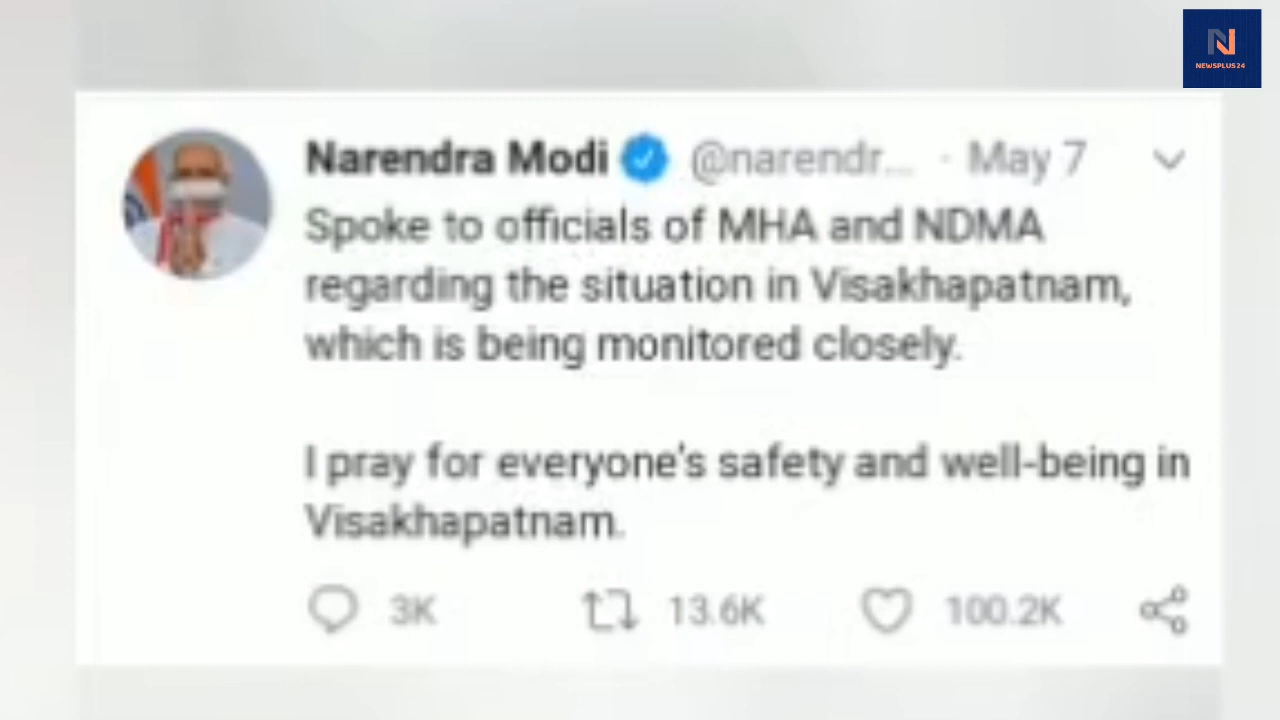 N
NEWSPLUS24
Narendra Modi @narendr... · May 7
Spoke to officials of MHA and NDMA
regarding the situation in Visakhapatnam,
which is being monitored closely.
I pray for everyone's safety and well-being in
Visakhapatnam.
3K 13.6K 100.2K